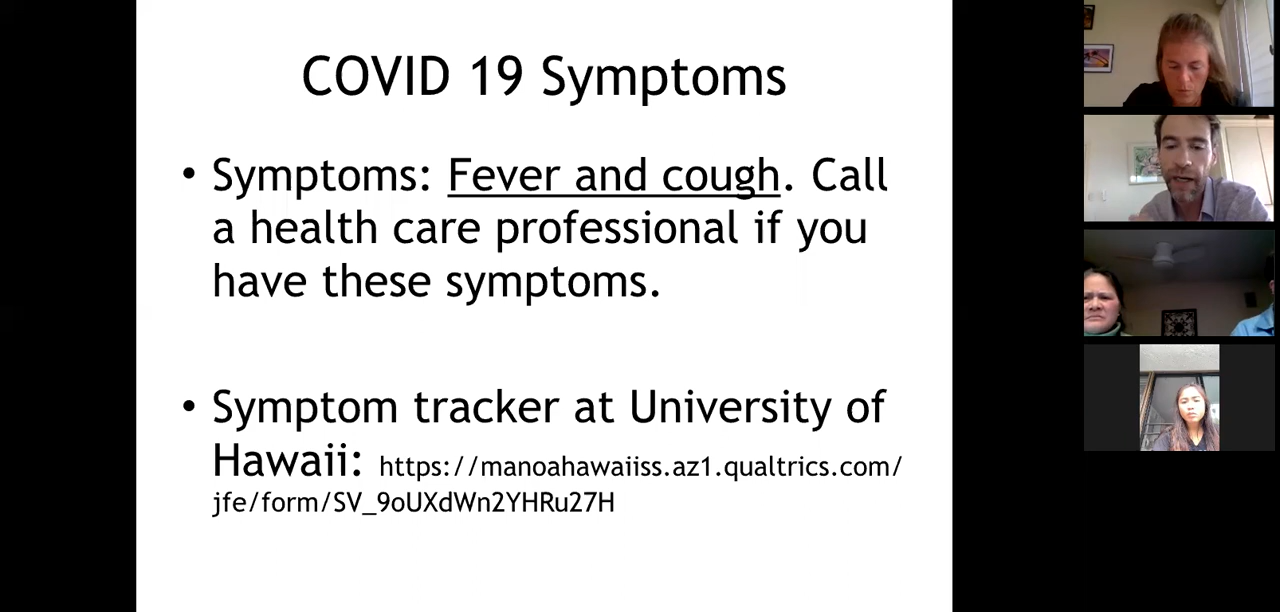 COVID 19 Symptoms
• Symptoms: Fever and cough. Call
a health care professional if you
have these symptoms.
• Symptom tracker at University of
Hawaii: https://manoahawaiiss.az1.qualtrics.com/
jfe/form/SV_9oUXdWn2YHRu27H